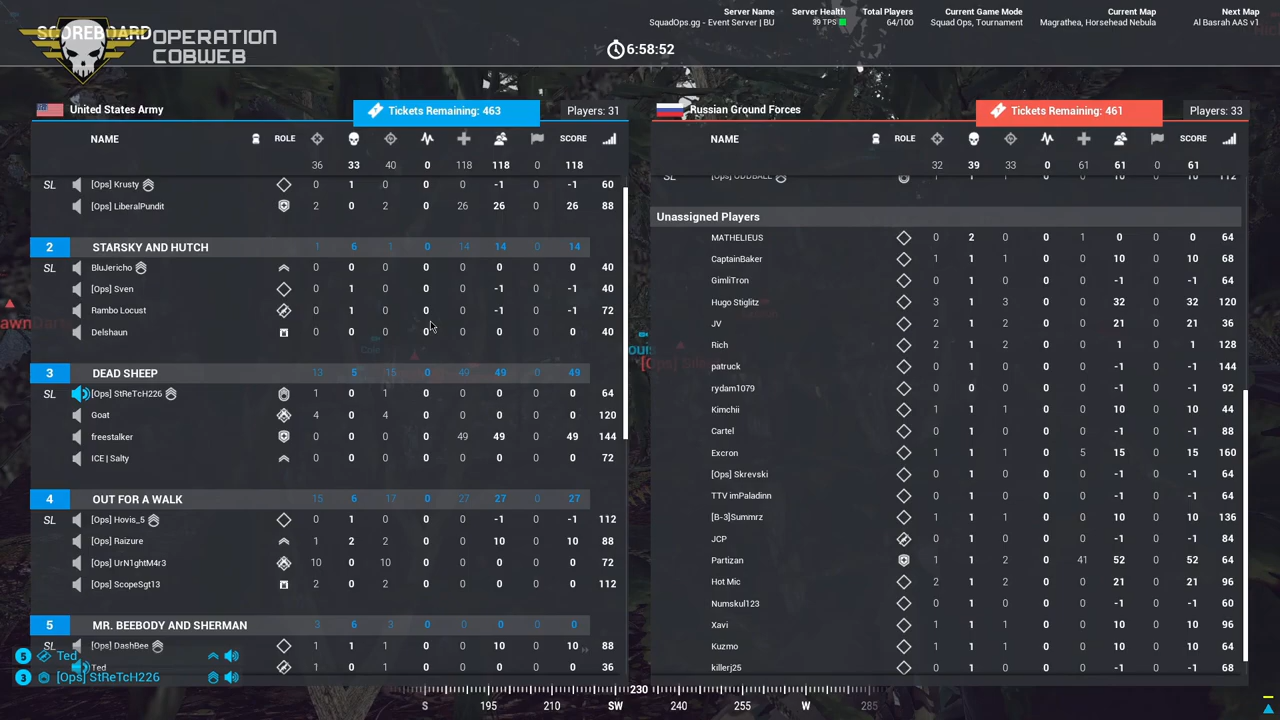 SCOREBOARD
OPERATION
COBWEB
Server Name Server Health Total Players Current Game Mode Current Map Next Map
SquadOps.gg - Event Server | BU 39 TPS 64/100 Squad Ops, Tournament Magrathea, Horsehead Nebula Al Basrah AAS v1
6:58:52
United States Army Tickets Remaining: 463 Players: 31
NAME ROLE SCORE
36 33 40 0 118 118 0 118
SL [Ops] Krusty 0 1 0 0 0 -1 0 -1 60
[Ops] LiberalPundit 2 0 2 0 26 26 0 26 88
2 STARSKY AND HUTCH 1 6 1 0 14 14 0 14
SL BluJericho 0 0 0 0 0 0 0 0 40
[Ops] Sven 0 1 0 0 0 -1 0 -1 40
Rambo Locust 0 1 0 0 0 -1 0 -1 72
Delshaun 0 0 0 0 0 0 0 0 40
3 DEAD SHEEP 13 5 15 0 49 49 0 49
SL [Ops] StReTcH226 1 0 1 0 0 0 0 0 64
Goat 4 0 4 0 0 0 0 0 120
freestalker 0 0 0 0 49 49 0 49 144
ICE | Salty 0 0 0 0 0 0 0 0 72
4 OUT FOR A WALK 15 6 17 0 27 27 0 27
SL [Ops] Hovis_5 0 1 0 0 0 -1 0 -1 112
[Ops] Raizure 1 2 2 0 0 10 0 10 88
[Ops] UrN1ghtM4r3 10 0 10 0 0 0 0 0 72
[Ops] ScopeSgt13 2 0 2 0 0 0 0 0 112
5 MR. BEEBODY AND SHERMAN 3 6 3 0 0 0 0 0
SL [Ops] DashBee 1 1 1 0 0 10 0 10 88
Ted 1 0 1 0 0 0 0 0 36
5 Ted
3 [Ops] StReTcH226
Russian Ground Forces Tickets Remaining: 461 Players: 33
NAME ROLE SCORE
32 39 33 0 61 61 0 61
SL [Ops] ODDBALL 1 1 1 0 0 10 0 10 112
Unassigned Players
MATHELIEUS 0 2 0 0 1 0 0 0 64
CaptainBaker 1 1 1 0 0 10 0 10 68
GimliTron 0 1 0 0 0 -1 0 -1 64
Hugo Stiglitz 3 1 3 0 0 32 0 32 120
JV 2 1 2 0 0 21 0 21 36
Rich 2 1 2 0 0 1 0 1 128
patruck 0 1 0 0 0 -1 0 -1 144
rydam1079 0 0 0 0 0 -1 0 -1 92
Kimchii 1 1 1 0 0 10 0 10 44
Cartel 0 1 0 0 0 -1 0 -1 88
Excron 1 1 1 0 5 15 0 15 160
[Ops] Skrevski 0 1 0 0 0 -1 0 -1 64
TTV imPaladinn 0 1 0 0 0 -1 0 -1 64
[B-3]Summrz 1 1 1 0 0 10 0 10 136
JCP 0 1 0 0 0 -1 0 -1 84
Partizan 1 1 2 0 41 52 0 52 64
Hot Mic 2 1 2 0 0 21 0 21 96
Numskul123 0 1 0 0 0 -1 0 -1 60
Xavi 1 1 1 0 0 10 0 10 96
Kuzmo 1 1 1 0 0 10 0 10 64
killerj25 0 1 0 0 0 -1 0 -1 68
230
S 195 210 SW 240 255 W 285